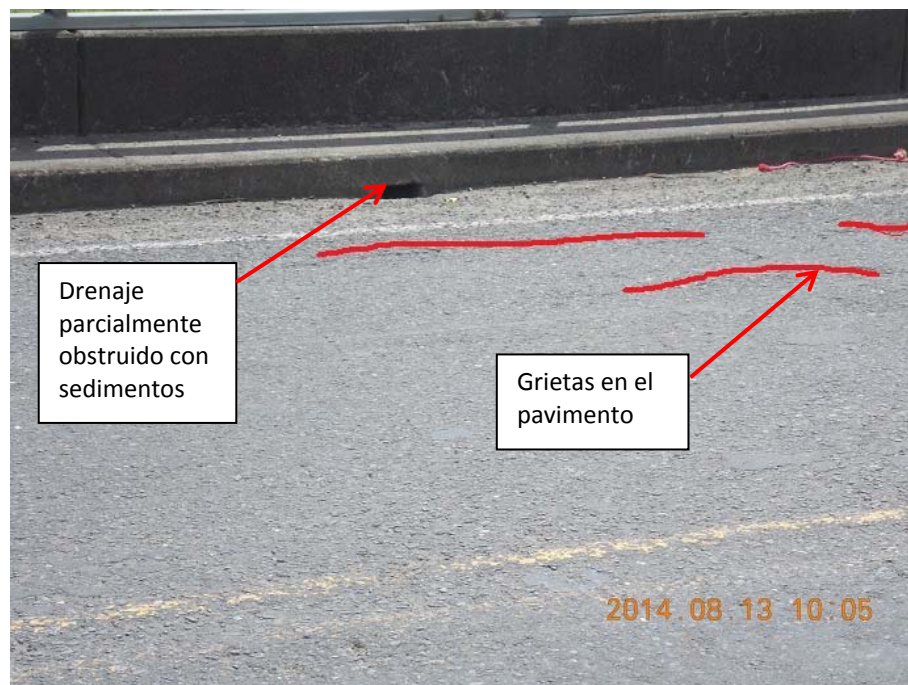 Drenaje
parcialmente
obstruido con
sedimentos
Grietas en el
pavimento
2014.08.13 10:05